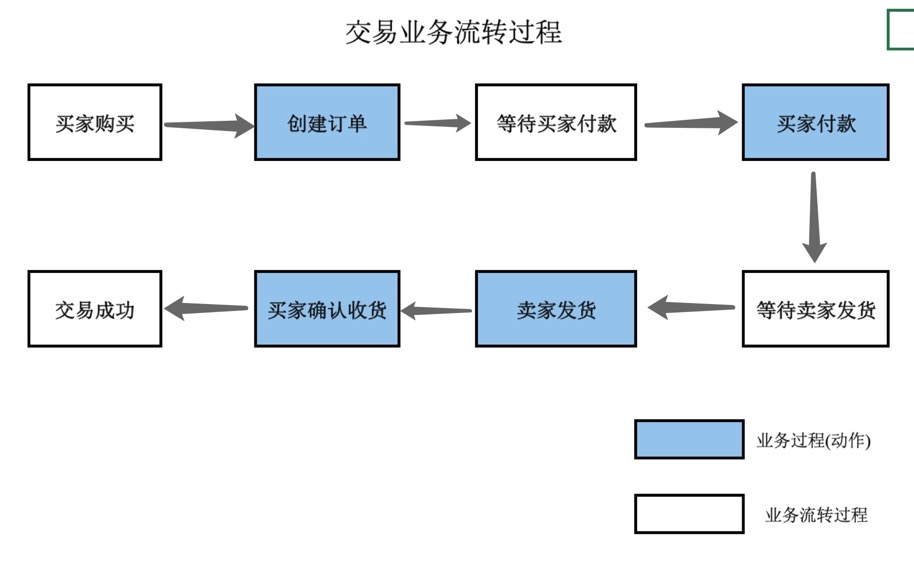 交易业务流转过程
买家购买
创建订单
等待买家付款
买家付款
交易成功
买家确认收货
卖家发货
等待卖家发货
业务过程(动作)
业务流转过程